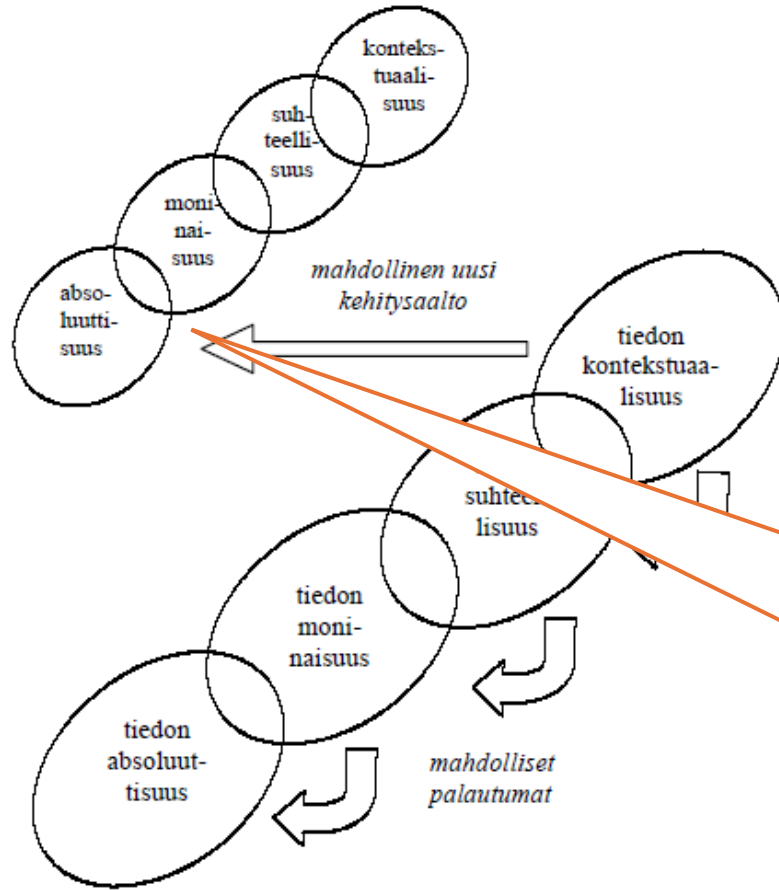 konteks-
tuaali-
suus
suh-
teelli-
suus
moni-
nai-
suus
abso-
luutti-
suus
mahdollinen uusi
kehitysaalto
tiedon
kontekstuaa-
lisuus
lisuus
tiedon
moni-
naisuus
tiedon
absoluut-
tisuus
mahdolliset
palautumat